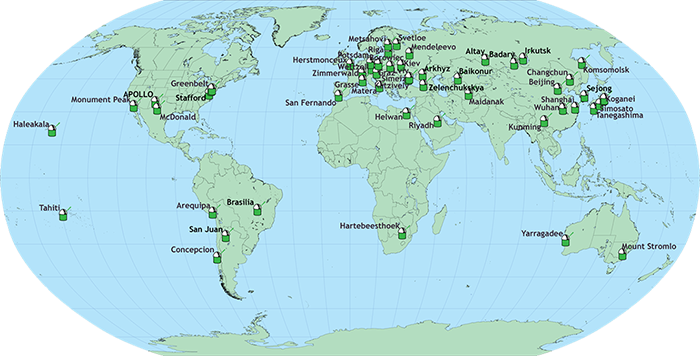 Metsahovi
Svetloe
Riga
Mendeleevo
Potsdam
Borowiec
Herstmonceux
Kiev
Zimmerwald
Graz
Simeiz
Grasse
Katzively
Matera
San Fernando
Arkhyz
Zelenchukskya
Altay
Badary
Irkutsk
Baikonur
Maidanak
Komsomolsk
Changchun
Beijing
Sejong
Shanghai
Koganei
Wuhan
Simosato
Tanegashima
Kunming
Greenbelt
APOLLO
Stafford
Monument Peak
McDonald
Haleakala
Helwan
Riyadh
Tahiti
Arequipa
Brasilia
San Juan
Concepcion
Hartebeesthoek
Yarragadee
Mount Stromlo